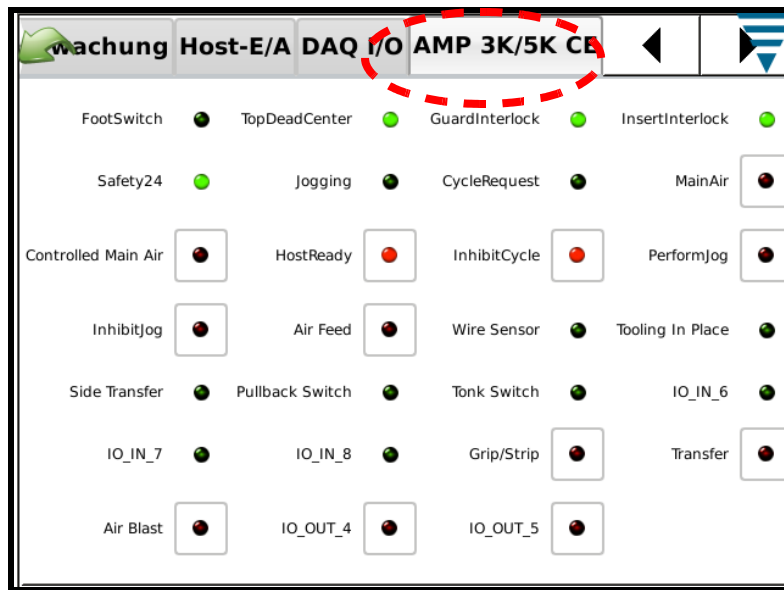 wachung Host-E/A DAQ I/O AMP 3K/5K CE
FootSwitch TopDeadCenter GuardInterlock InsertInterlock
Safety24 Jogging CycleRequest MainAir
Controlled Main Air HostReady InhibitCycle PerformJog
InhibitJog Air Feed Wire Sensor Tooling In Place
Side Transfer Pullback Switch Tonk Switch IO_IN_6
IO_IN_7 IO_IN_8 Grip/Strip Transfer
Air Blast IO_OUT_4 IO_OUT_5